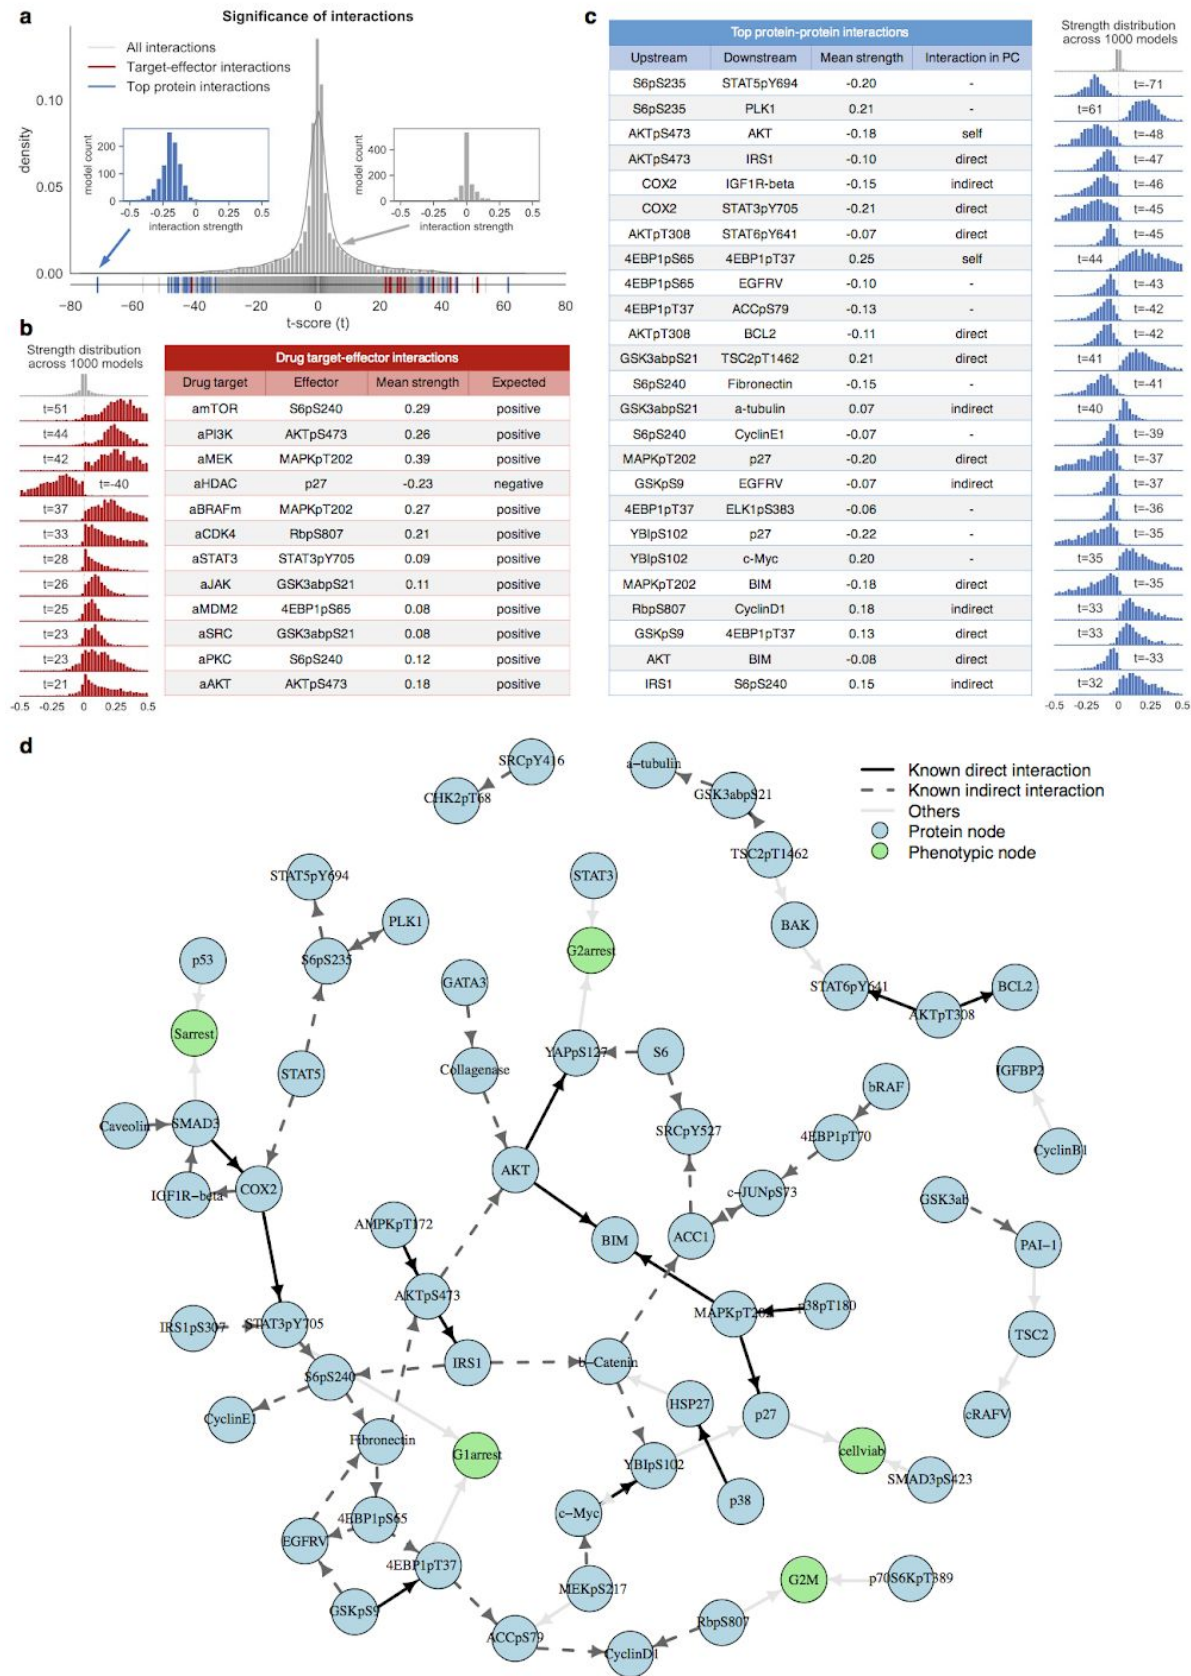 a
Significance of interactions
All interactions
Target-effector interactions
Top protein interactions
density
0.10
0.05
0.00
model count
200
100
0
-0.5 -0.25 0 0.25 0.5
interaction strength
model count
400
200
0
-0.5 -0.25 0 0.25 0.5
interaction strength
−80 −60 −40 −20 0 20 40 60 80
t-score (t)
b
Strength distribution
across 1000 models
t=51
t=44
t=42
t=-40
t=37
t=33
t=28
t=26
t=25
t=23
t=23
t=21
-0.5 -0.25 0 0.25 0.5
Drug target-effector interactions
Drug target Effector Mean strength Expected
amTOR S6pS240 0.29 positive
aPI3K AKTpS473 0.26 positive
aMEK MAPKpT202 0.39 positive
aHDAC p27 -0.23 negative
aBRAFm MAPKpT202 0.27 positive
aCDK4 RbpS807 0.21 positive
aSTAT3 STAT3pY705 0.09 positive
aJAK GSK3abpS21 0.11 positive
aMDM2 4EBP1pS65 0.08 positive
aSRC GSK3abpS21 0.08 positive
aPKC S6pS240 0.12 positive
aAKT AKTpS473 0.18 positive
c
Top protein-protein interactions
Upstream Downstream Mean strength Interaction in PC
S6pS235 STAT5pY694 -0.20 -
S6pS235 PLK1 0.21 -
AKTpS473 AKT -0.18 self
AKTpS473 IRS1 -0.10 direct
COX2 IGF1R-beta -0.15 indirect
COX2 STAT3pY705 -0.21 direct
AKTpT308 STAT6pY641 -0.07 direct
4EBP1pS65 4EBP1pT37 0.25 self
4EBP1pS65 EGFRV -0.10 -
4EBP1pT37 ACCpS79 -0.13 -
AKTpT308 BCL2 -0.11 direct
GSK3abpS21 TSC2pT1462 0.21 direct
S6pS240 Fibronectin -0.15 -
GSK3abpS21 a-tubulin 0.07 indirect
S6pS240 CyclinE1 -0.07 -
MAPKpT202 p27 -0.20 direct
GSKpS9 EGFRV -0.07 indirect
4EBP1pT37 ELK1pS383 -0.06 -
YBIpS102 p27 -0.22 -
YBIpS102 c-Myc 0.20 -
MAPKpT202 BIM -0.18 direct
RbpS807 CyclinD1 0.18 indirect
GSKpS9 4EBP1pT37 0.13 direct
AKT BIM -0.08 direct
IRS1 S6pS240 0.15 indirect
Strength distribution
across 1000 models
t=-71
t=61
t=-48
t=-47
t=-46
t=-45
t=-45
t=44
t=-43
t=-42
t=-42
t=41
t=-41
t=40
t=-39
t=-37
t=-37
t=-36
t=-35
t=35
t=-35
t=33
t=33
t=-33
t=32
-0.5 -0.25 0 0.25 0.5
d
Known direct interaction
Known indirect interaction
Others
Protein node
Phenotypic node
SRCpY416
CHK2pT68
a−tubulin
GSK3abpS21
TSC2pT1462
STAT5pY694
STAT3
PLK1
BAK
p53
S6pS235
G2arrest
GATA3
STAT6pY641
AKTpT308
BCL2
Sarrest
STAT5
Collagenase
YAPpS127
S6
IGFBP2
bRAF
Caveolin
SMAD3
SRCpY527
4EBP1pT70
CyclinB1
IGF1R−beta
COX2
AKT
c−JUNpS73
GSK3ab
AMPKpT172
BIM
ACC1
PAI−1
AKTpS473
IRS1pS307
STAT3pY705
MAPKpT202
p38pT180
TSC2
S6pS240
IRS1
b−Catenin
CyclinE1
HSP27
p27
cRAFV
Fibronectin
G1arrest
YBIpS102
cellviab
SMAD3pS423
4EBP1pS65
c−Myc
p38
EGFRV
4EBP1pT37
GSKpS9
MEKpS217
G2M
p70S6KpT389
ACCpS79
RbpS807
CyclinD1